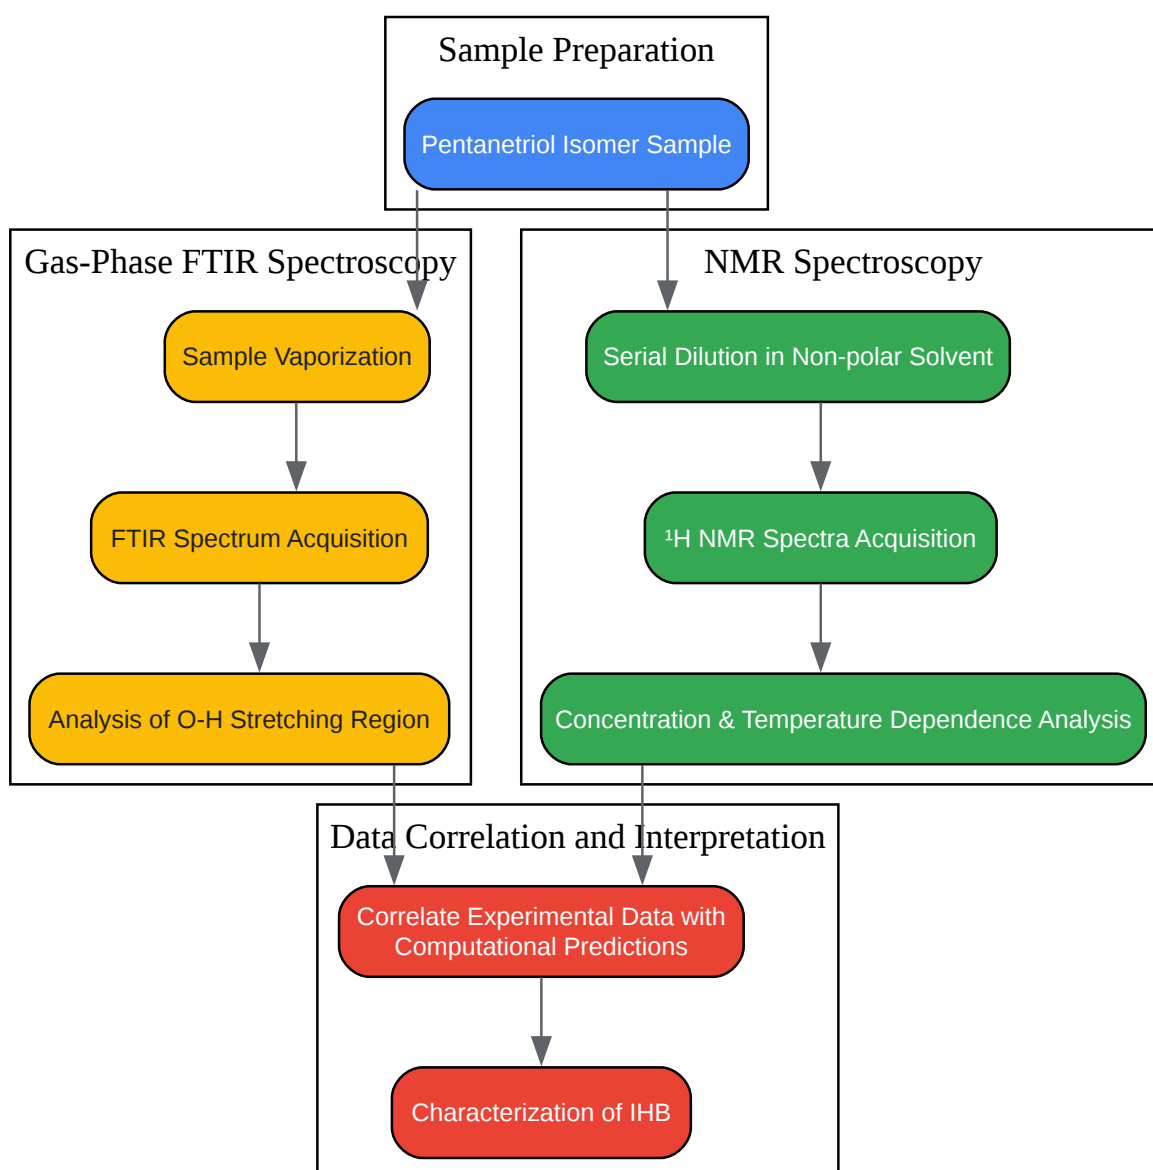 Sample Preparation
Pentanetriol Isomer Sample
Gas-Phase FTIR Spectroscopy
Sample Vaporization
FTIR Spectrum Acquisition
Analysis of O-H Stretching Region
NMR Spectroscopy
Serial Dilution in Non-polar Solvent
¹H NMR Spectra Acquisition
Concentration & Temperature Dependence Analysis
Data Correlation and Interpretation
Correlate Experimental Data with
Computational Predictions
Characterization of IHB